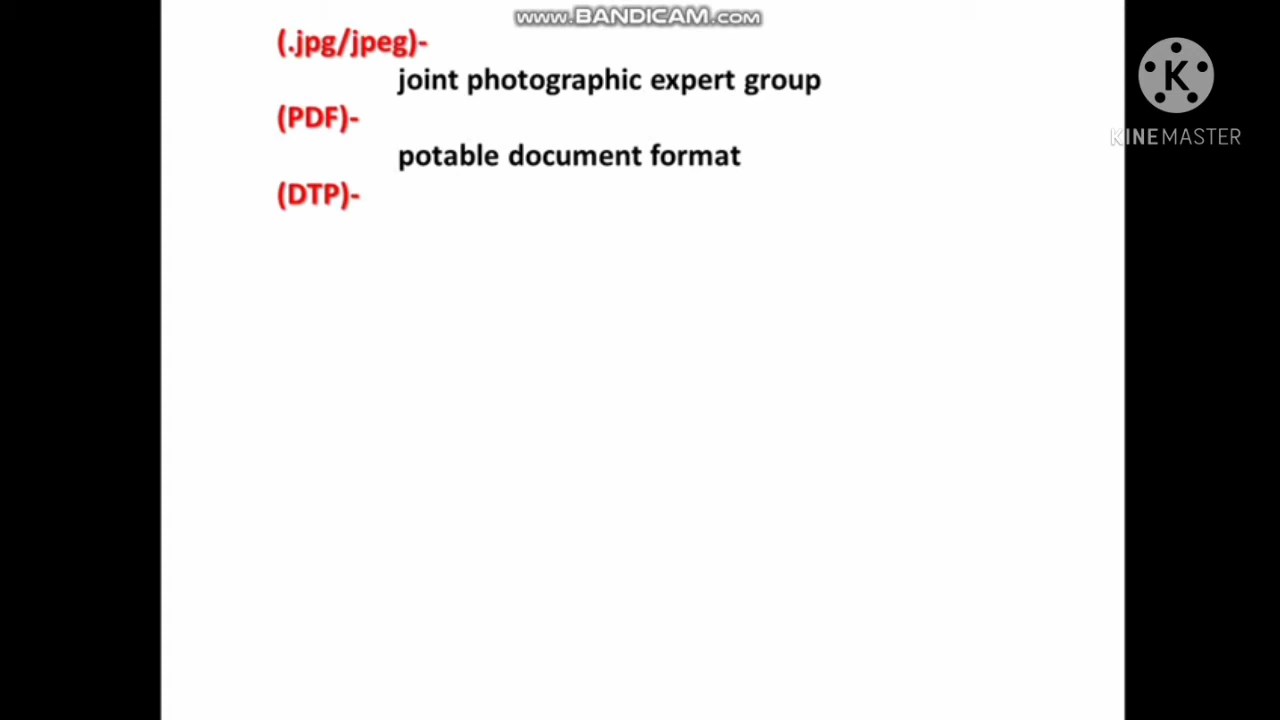 www.BANDICAM.com
(.jpg/jpeg)-
joint photographic expert group
(PDF)-
potable document format
(DTP)-
K
KINEMASTER